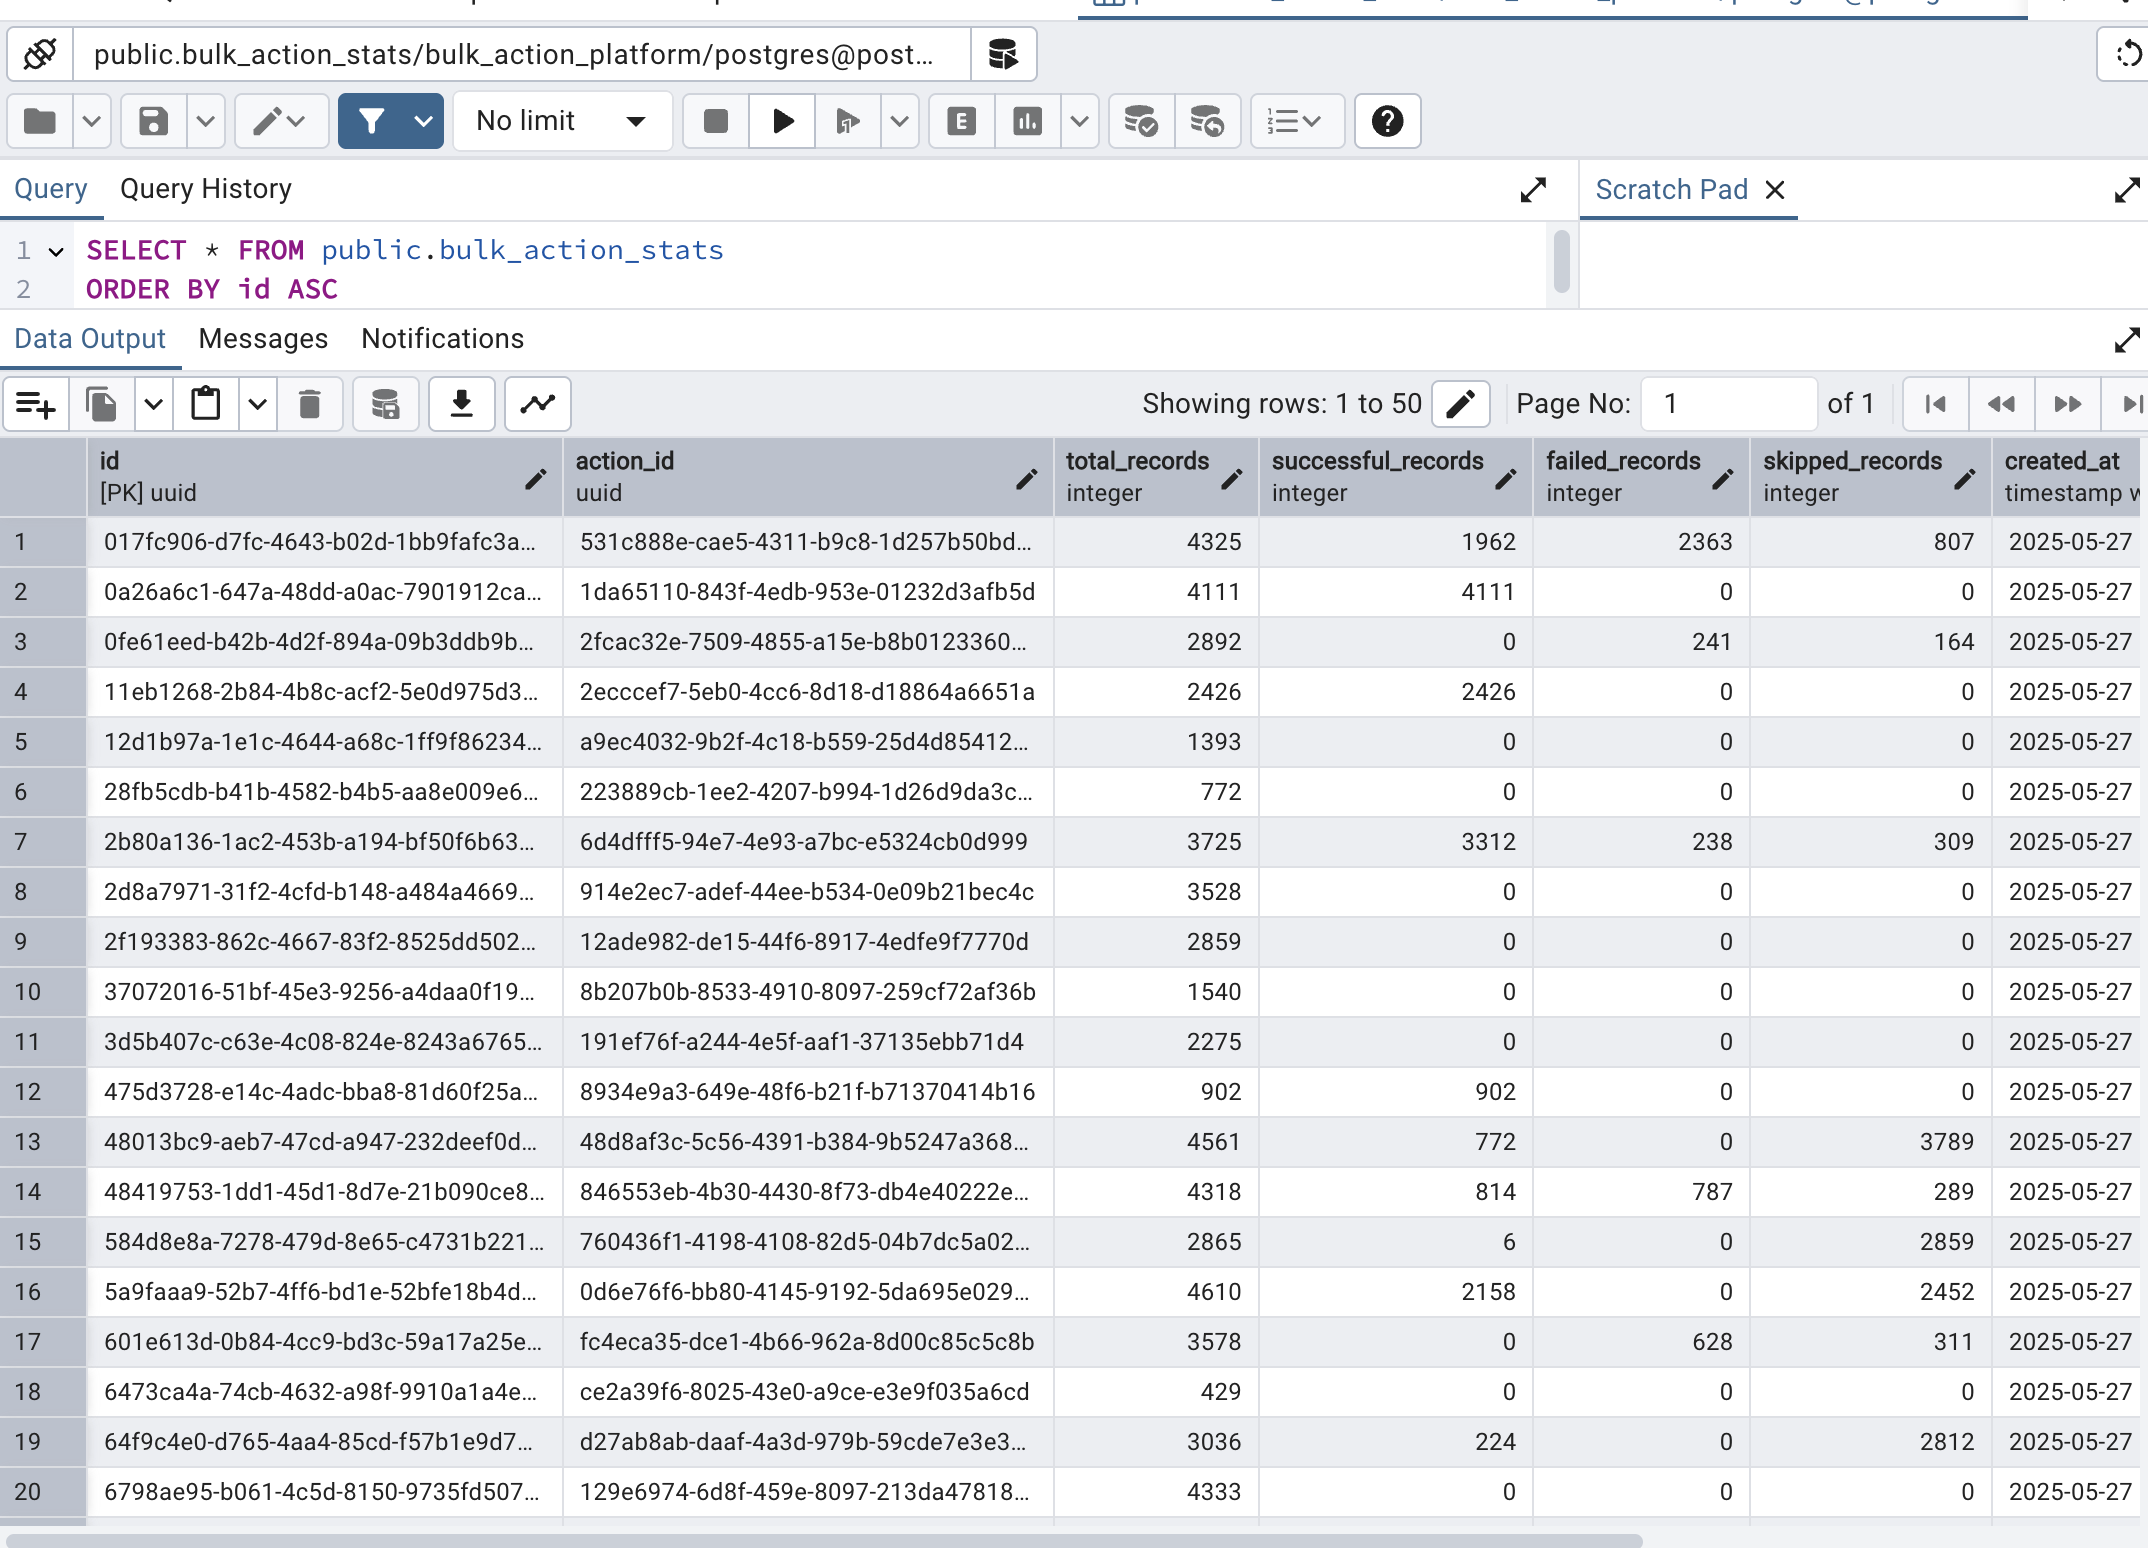 public.bulk_action_stats/bulk_action_platform/postgres@post...
No limit
Query Query History Scratch Pad
1 SELECT * FROM public.bulk_action_stats
2 ORDER BY id ASC
Data Output Messages Notifications
Showing rows: 1 to 50 Page No: 1 of 1
id action_id total_records successful_records failed_records skipped_records created_at
[PK] uuid uuid integer integer integer integer timestamp w
1 017fc906-d7fc-4643-b02d-1bb9fafc3a... 531c888e-cae5-4311-b9c8-1d257b50bd... 4325 1962 2363 807 2025-05-27
2 0a26a6c1-647a-48dd-a0ac-7901912ca... 1da65110-843f-4edb-953e-01232d3afb5d 4111 4111 0 0 2025-05-27
3 0fe61eed-b42b-4d2f-894a-09b3ddb9b... 2fcac32e-7509-4855-a15e-b8b0123360... 2892 0 241 164 2025-05-27
4 11eb1268-2b84-4b8c-acf2-5e0d975d3... 2ecccef7-5eb0-4cc6-8d18-d18864a6651a 2426 2426 0 0 2025-05-27
5 12d1b97a-1e1c-4644-a68c-1ff9f86234... a9ec4032-9b2f-4c18-b559-25d4d85412... 1393 0 0 0 2025-05-27
6 28fb5cdb-b41b-4582-b4b5-aa8e009e6... 223889cb-1ee2-4207-b994-1d26d9da3c... 772 0 0 0 2025-05-27
7 2b80a136-1ac2-453b-a194-bf50f6b63... 6d4dfff5-94e7-4e93-a7bc-e5324cb0d999 3725 3312 238 309 2025-05-27
8 2d8a7971-31f2-4cfd-b148-a484a4669... 914e2ec7-adef-44ee-b534-0e09b21bec4c 3528 0 0 0 2025-05-27
9 2f193383-862c-4667-83f2-8525dd502... 12ade982-de15-44f6-8917-4edfe9f7770d 2859 0 0 0 2025-05-27
10 37072016-51bf-45e3-9256-a4daa0f19... 8b207b0b-8533-4910-8097-259cf72af36b 1540 0 0 0 2025-05-27
11 3d5b407c-c63e-4c08-824e-8243a6765... 191ef76f-a244-4e5f-aaf1-37135ebb71d4 2275 0 0 0 2025-05-27
12 475d3728-e14c-4adc-bba8-81d60f25a... 8934e9a3-649e-48f6-b21f-b71370414b16 902 902 0 0 2025-05-27
13 48013bc9-aeb7-47cd-a947-232deef0d... 48d8af3c-5c56-4391-b384-9b5247a368... 4561 772 0 3789 2025-05-27
14 48419753-1dd1-45d1-8d7e-21b090ce8... 846553eb-4b30-4430-8f73-db4e40222e... 4318 814 787 289 2025-05-27
15 584d8e8a-7278-479d-8e65-c4731b221... 760436f1-4198-4108-82d5-04b7dc5a02... 2865 6 0 2859 2025-05-27
16 5a9faaa9-52b7-4ff6-bd1e-52bfe18b4d... 0d6e76f6-bb80-4145-9192-5da695e029... 4610 2158 0 2452 2025-05-27
17 601e613d-0b84-4cc9-bd3c-59a17a25e... fc4eca35-dce1-4b66-962a-8d00c85c5c8b 3578 0 628 311 2025-05-27
18 6473ca4a-74cb-4632-a98f-9910a1a4e... ce2a39f6-8025-43e0-a9ce-e3e9f035a6cd 429 0 0 0 2025-05-27
19 64f9c4e0-d765-4aa4-85cd-f57b1e9d7... d27ab8ab-daaf-4a3d-979b-59cde7e3e3... 3036 224 0 2812 2025-05-27
20 6798ae95-b061-4c5d-8150-9735fd507... 129e6974-6d8f-459e-8097-213da47818... 4333 0 0 0 2025-05-27